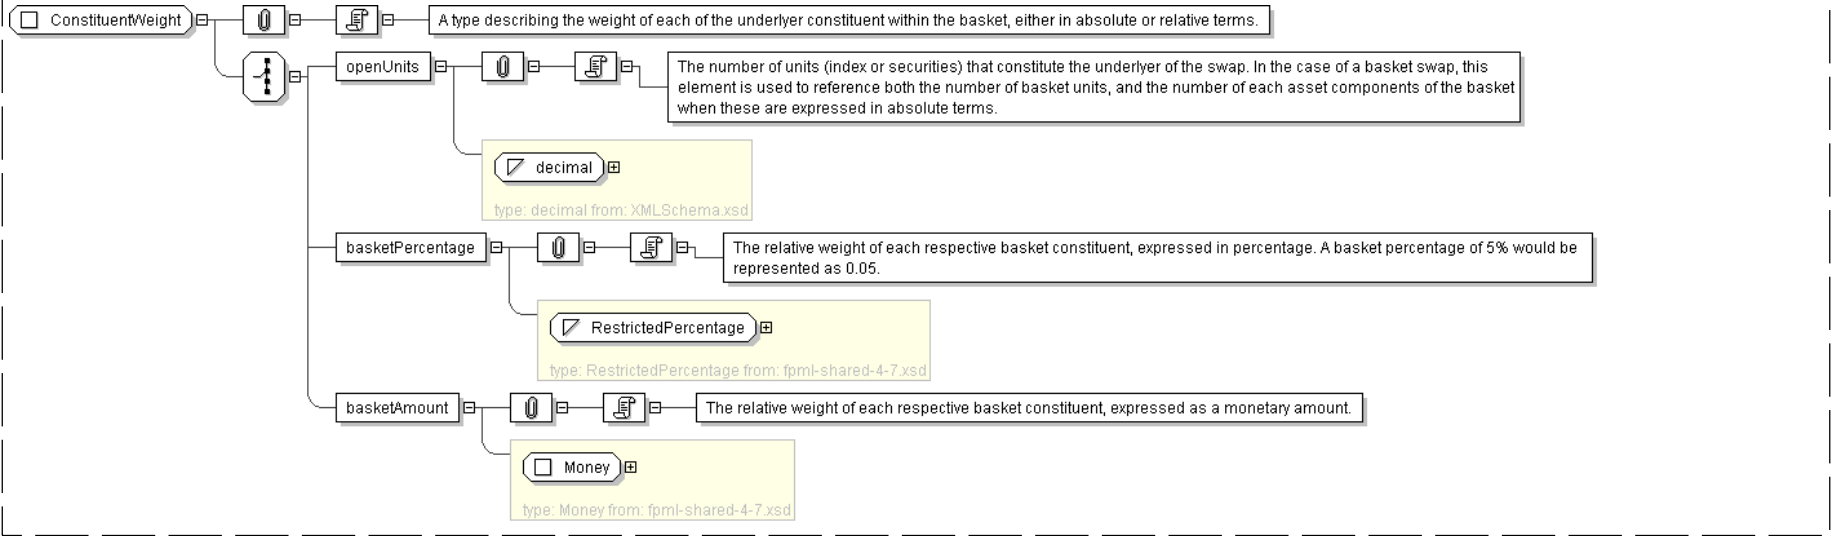 ConstituentWeight
A type describing the weight of each of the underlyer constituent within the basket, either in absolute or relative terms.
openUnits
The number of units (index or securities) that constitute the underlyer of the swap. In the case of a basket swap, this
element is used to reference both the number of basket units, and the number of each asset components of the basket
when these are expressed in absolute terms.
decimal
type: decimal from: XMLSchema.xsd
basketPercentage
The relative weight of each respective basket constituent, expressed in percentage. A basket percentage of 5% would be
represented as 0.05.
RestrictedPercentage
type: RestrictedPercentage from: fpml-shared-4-7.xsd
basketAmount
The relative weight of each respective basket constituent, expressed as a monetary amount.
Money
type: Money from: fpml-shared-4-7.xsd